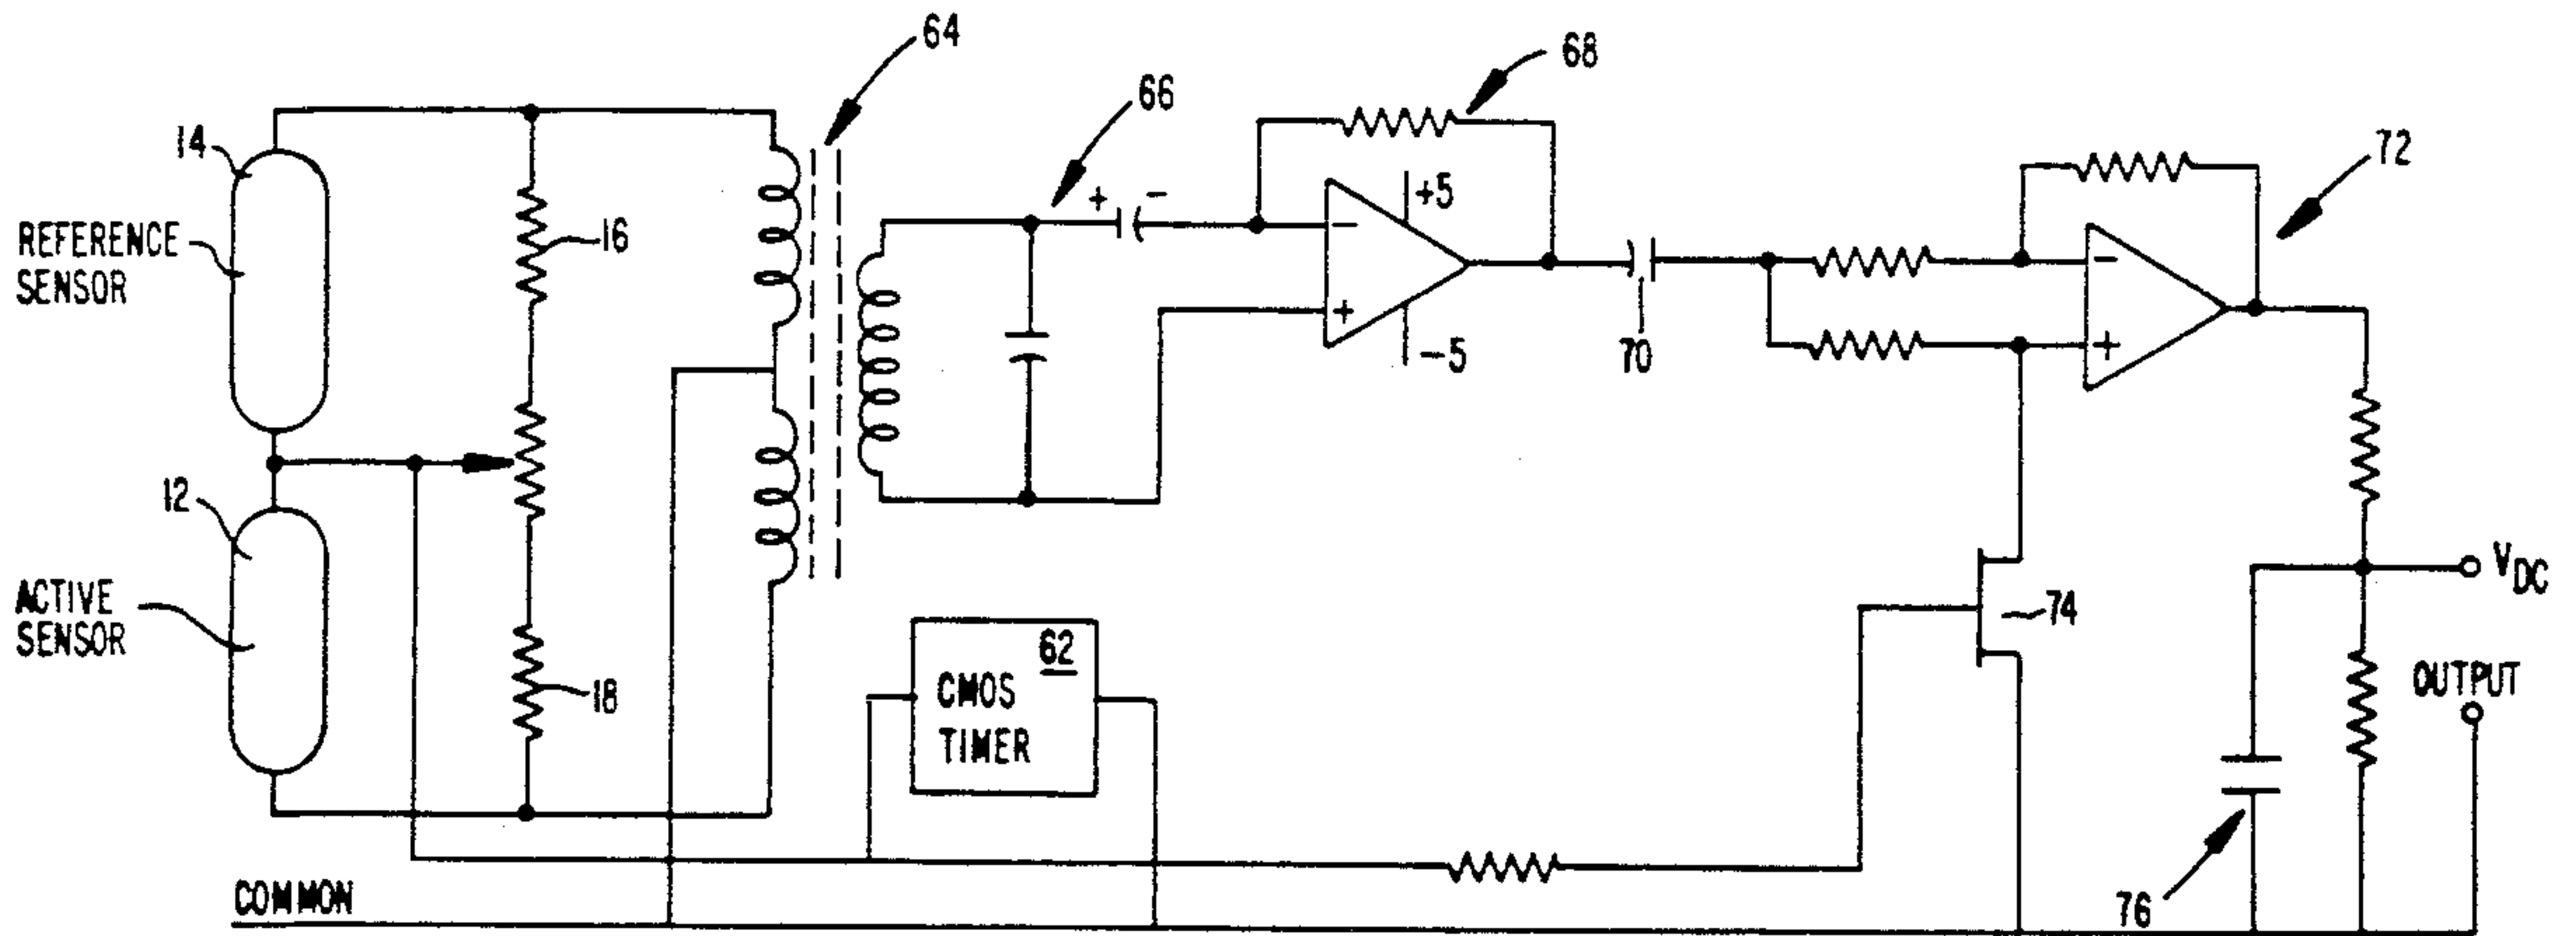 64
68
66
72
14
+ -
+5
REFERENCE
SENSOR
16
-
-
+
+
-5
70
12
V_DC
ACTIVE
SENSOR
62
CMOS
TIMER
74
18
OUTPUT
COMMON
76